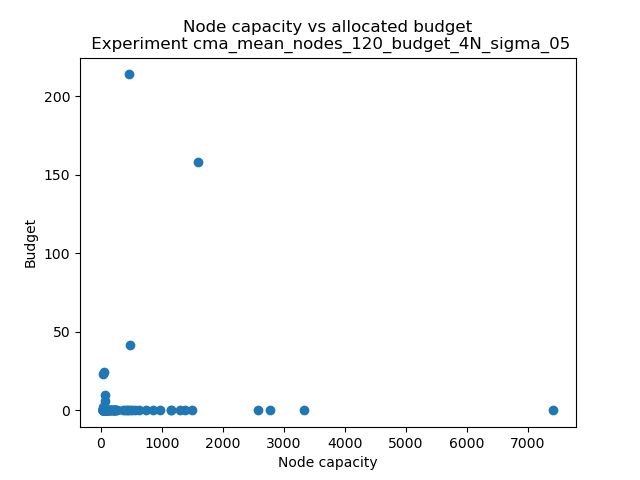 Node capacity vs allocated budget
Experiment cma_mean_nodes_120_budget_4N_sigma_05
200
150
100
50
0
Budget
0 1000 2000 3000 4000 5000 6000 7000
Node capacity